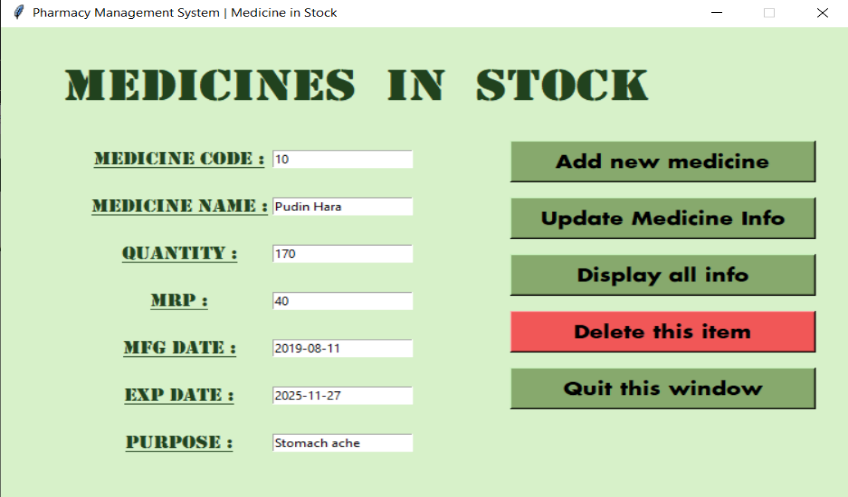 Pharmacy Management System | Medicine in Stock
MEDICINES IN STOCK
MEDICINE CODE : 10
MEDICINE NAME : Pudin Hara
QUANTITY : 170
MRP : 40
MFG DATE : 2019-08-11
EXP DATE : 2025-11-27
PURPOSE : Stomach ache
Add new medicine
Update Medicine Info
Display all info
Delete this item
Quit this window